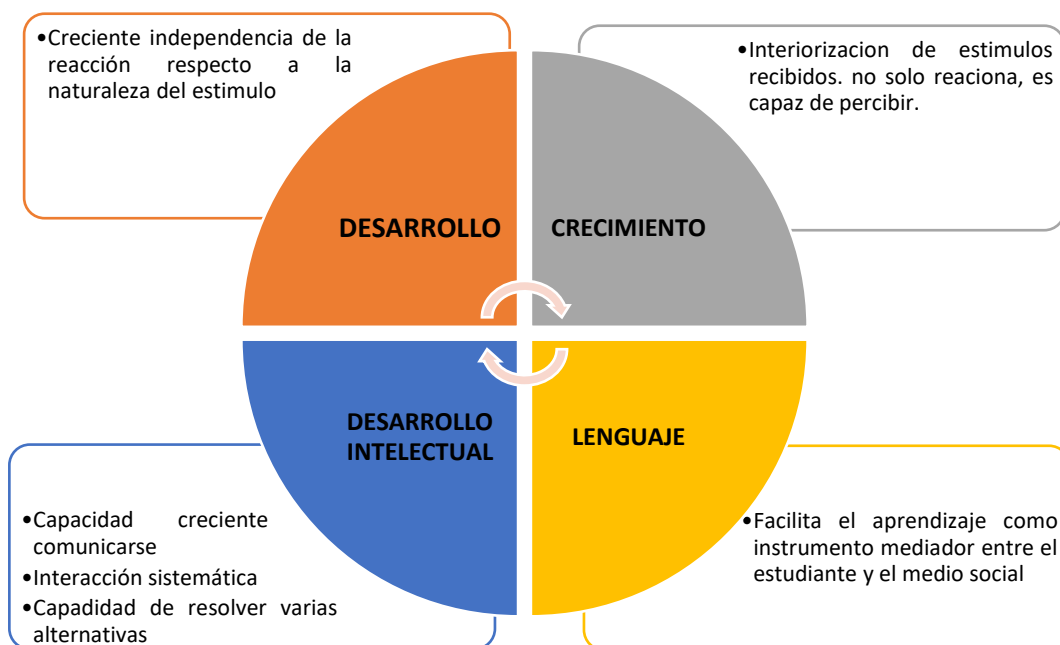 •Creciente independencia de la
reacción respecto a la
naturaleza del estimulo
•Interiorizacion de estimulos
recibidos. no solo reaciona, es
capaz de percibir.
DESARROLLO
CRECIMIENTO
DESARROLLO
INTELECTUAL
LENGUAJE
•Capacidad creciente
comunicarse
•Interacción sistemática
•Capadidad de resolver varias
alternativas
•Facilita el aprendizaje como
instrumento mediador entre el
estudiante y el medio social